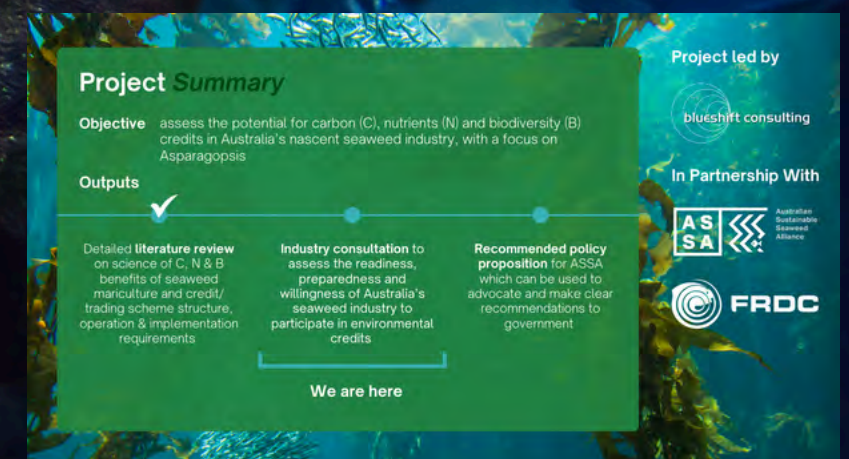 Project Summary
Objective assess the potential for carbon (C), nutrients (N) and biodiversity (B)
credits in Australia's nascent seaweed industry, with a focus on
Asparagopsis
Outputs
Detailed literature review
on science of C, N & B
benefits of seaweed
mariculture and credit/
trading scheme structure,
operation & implementation
requirements
Industry consultation to
assess the readiness,
preparedness and
willingness of Australia's
seaweed industry to
participate in environmental
credits
We are here
Recommended policy
proposition for ASSA
which can be used to
advocate and make clear
recommendations to
government
Project led by
blueshift consulting
In Partnership With
AS
SA
Australian
Sustainable
Seaweed
Alliance
FRDC